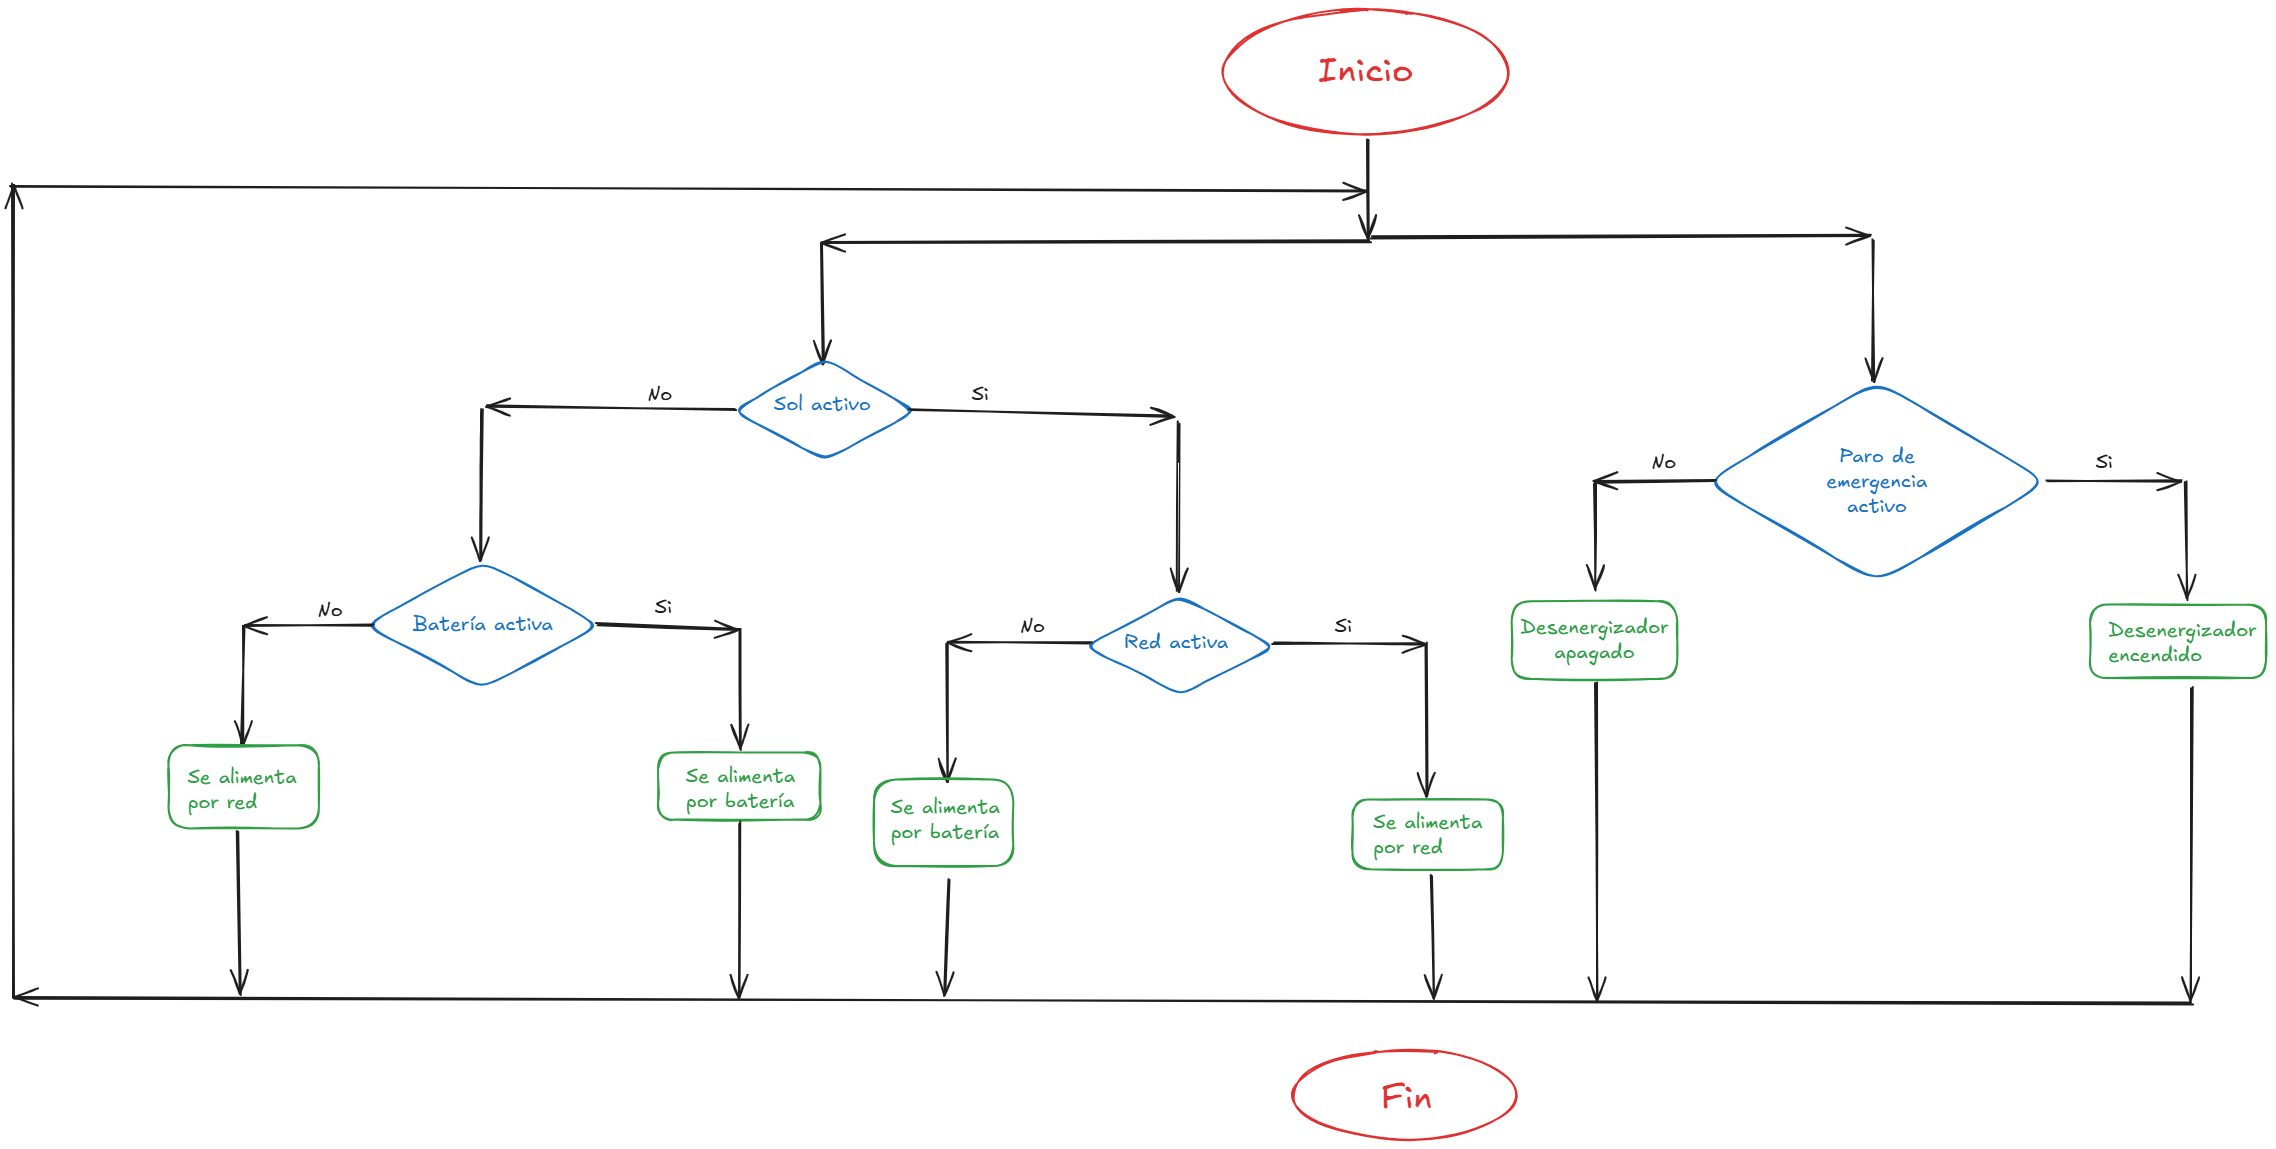 Inicio
No
Sol activo
Si
Paro de
emergencia
activo
No
Si
No
Batería activa
Si
No
Red activa
Si
Desenergizador
apagado
Desenergizador
encendido
Se alimenta
por red
Se alimenta
por batería
Se alimenta
por batería
Se alimenta
por red
Fin